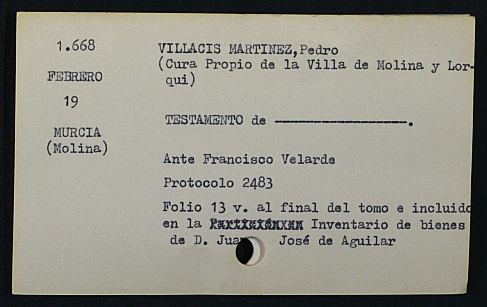 1.668
FEBRERO
19
MURCIA
(Molina)
VILLACIS MARTINEZ, Pedro
(Cura Propio de la Villa de Molina y Lor-
qui)
TESTAMENTO de ——————————.
Ante Francisco Velarde
Protocolo 2483
Folio 13 v. al final del tomo e incluido
en la Inventario de bienes
de D. Juan José de Aguilar